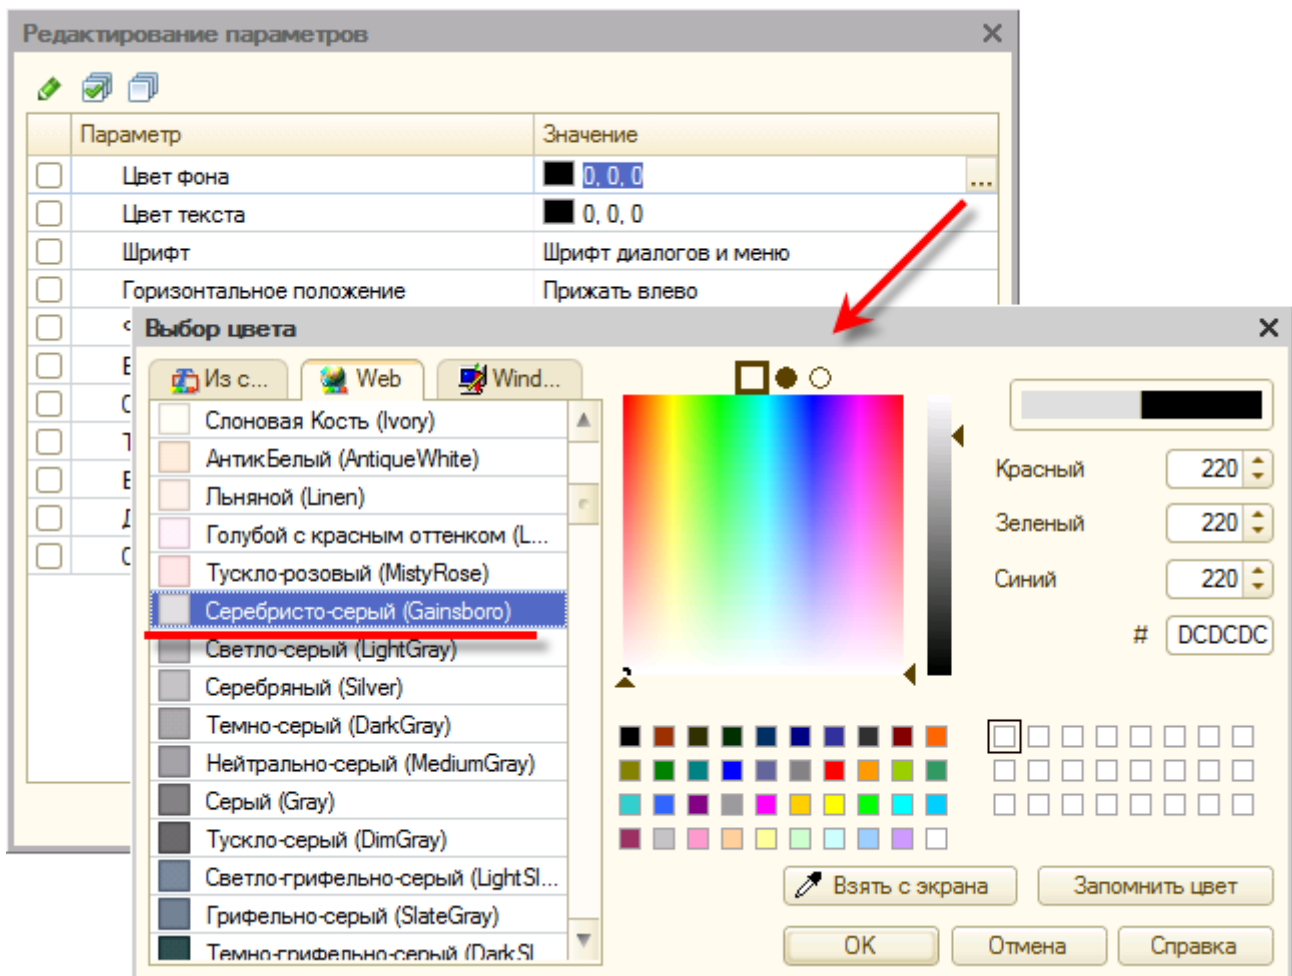 Редактирование параметров
Параметр Значение
Цвет фона 0, 0, 0 ...
Цвет текста 0, 0, 0
Шрифт Шрифт диалогов и меню
Горизонтальное положение Прижать влево
Выбор цвета
Из с... Web Wind...
Слоновая Кость (Ivory)
АнтикБелый (AntiqueWhite)
Льняной (Linen)
Голубой с красным оттенком (L...
Тускло-розовый (MistyRose)
Серебристо-серый (Gainsboro)
Светло-серый (LightGray)
Серебряный (Silver)
Темно-серый (DarkGray)
Нейтрально-серый (MediumGray)
Серый (Gray)
Тускло-серый (DimGray)
Светло-грифельно-серый (LightSl...
Грифельно-серый (SlateGray)
Темно-грифельно-серый (DarkSl
Красный 220
Зеленый 220
Синий 220
# DCDCDC
Взять с экрана Запомнить цвет
OK Отмена Справка